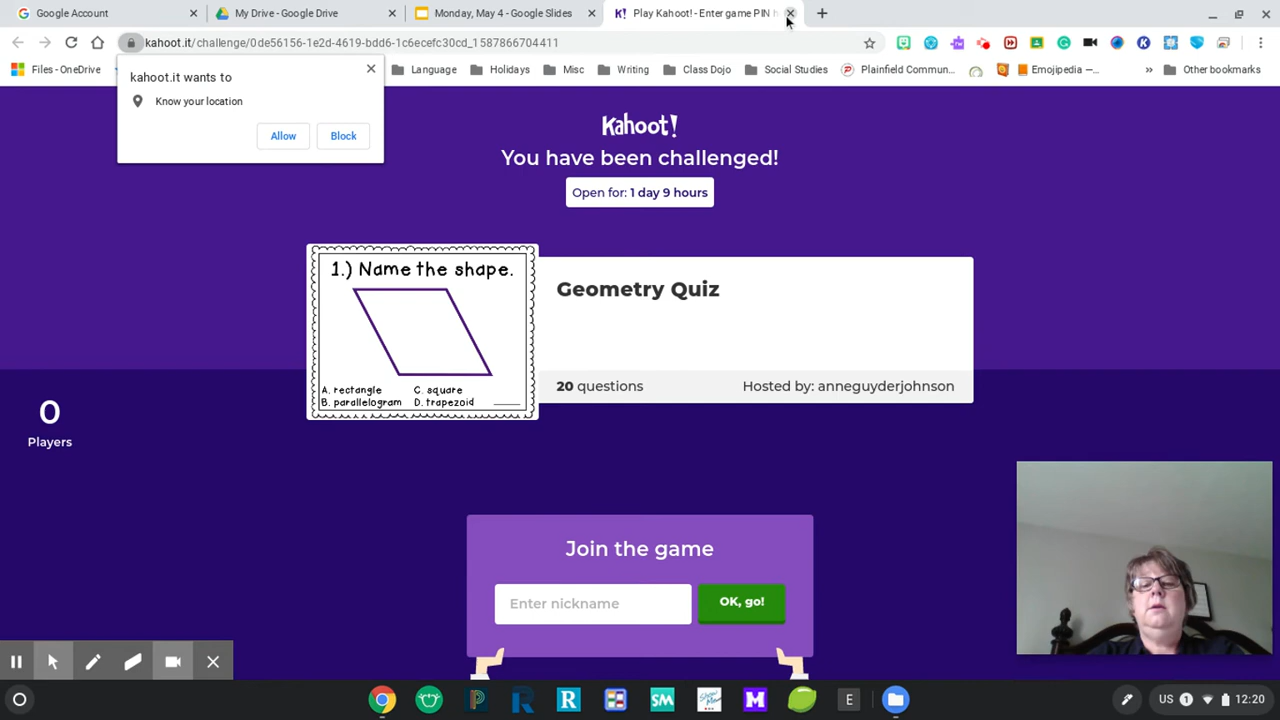 Google Account
My Drive - Google Drive
Monday, May 4 - Google Slides
K! Play Kahoot! - Enter game PIN h
kahoot.it/challenge/0de56156-1e2d-4619-bdd6-1c6ecefc30cd_1587866704411
Files - OneDrive
Language
Holidays
Misc
Writing
Class Dojo
Social Studies
Plainfield Commun...
Emojipedia —...
» Other bookmarks
kahoot.it wants to
Know your location
Allow
Block
Kahoot!
You have been challenged!
Open for: 1 day 9 hours
1.) Name the shape.
A. rectangle C. square
B. parallelogram D. trapezoid
Geometry Quiz
20 questions
Hosted by: anneguyderjohnson
0
Players
Join the game
Enter nickname
OK, go!
US 1 12:20